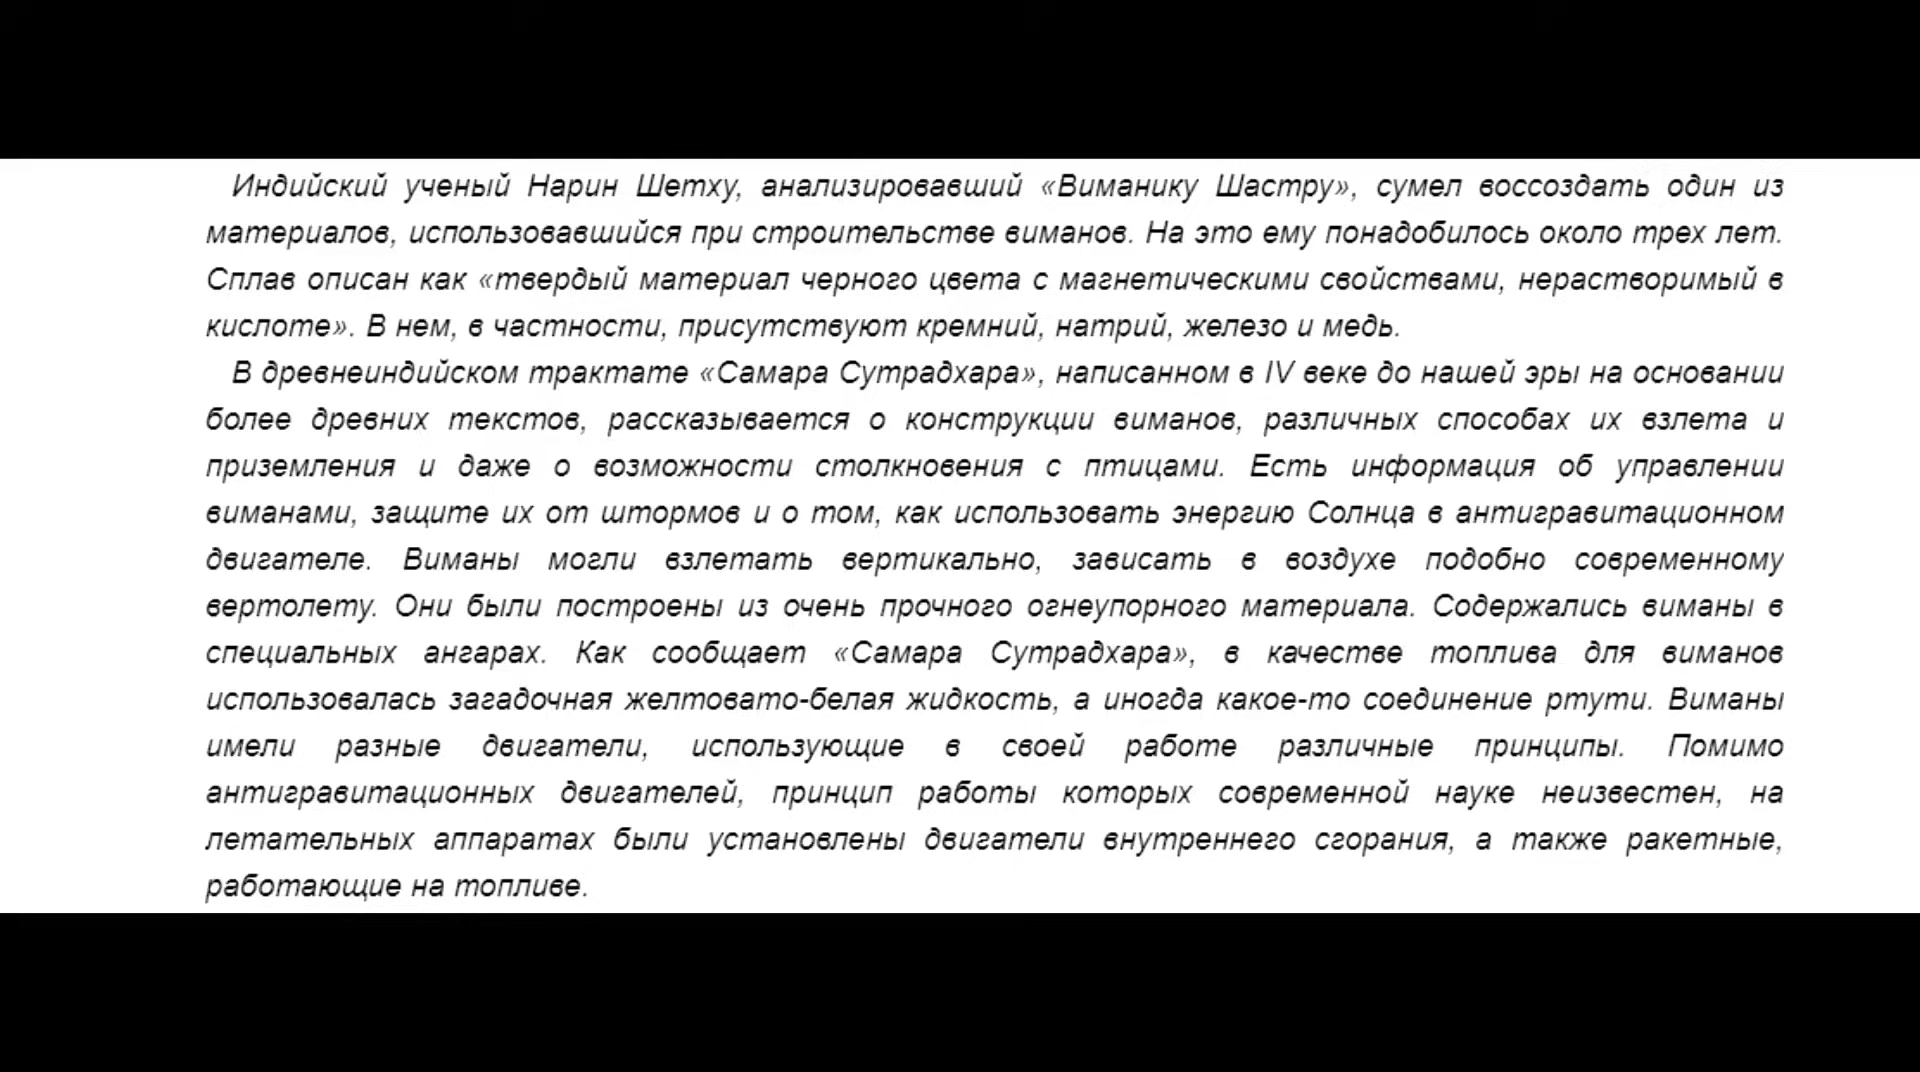 Индийский ученый Нарин Шетху, анализировавший «Виманику Шастру», сумел воссоздать один из
материалов, использовавшийся при строительстве виманов. На это ему понадобилось около трех лет.
Сплав описан как «твердый материал черного цвета с магнетическими свойствами, нерастворимый в
кислоте». В нем, в частности, присутствуют кремний, натрий, железо и медь.
В древнеиндийском трактате «Самара Сутрадхара», написанном в IV веке до нашей эры на основании
более древних текстов, рассказывается о конструкции виманов, различных способах их взлета и
приземления и даже о возможности столкновения с птицами. Есть информация об управлении
виманами, защите их от штормов и о том, как использовать энергию Солнца в антигравитационном
двигателе. Виманы могли взлетать вертикально, зависать в воздухе подобно современному
вертолету. Они были построены из очень прочного огнеупорного материала. Содержались виманы в
специальных ангарах. Как сообщает «Самара Сутрадхара», в качестве топлива для виманов
использовалась загадочная желтовато-белая жидкость, а иногда какое-то соединение ртути. Виманы
имели разные двигатели, использующие в своей работе различные принципы. Помимо
антигравитационных двигателей, принцип работы которых современной науке неизвестен, на
летательных аппаратах были установлены двигатели внутреннего сгорания, а также ракетные,
работающие на топливе.